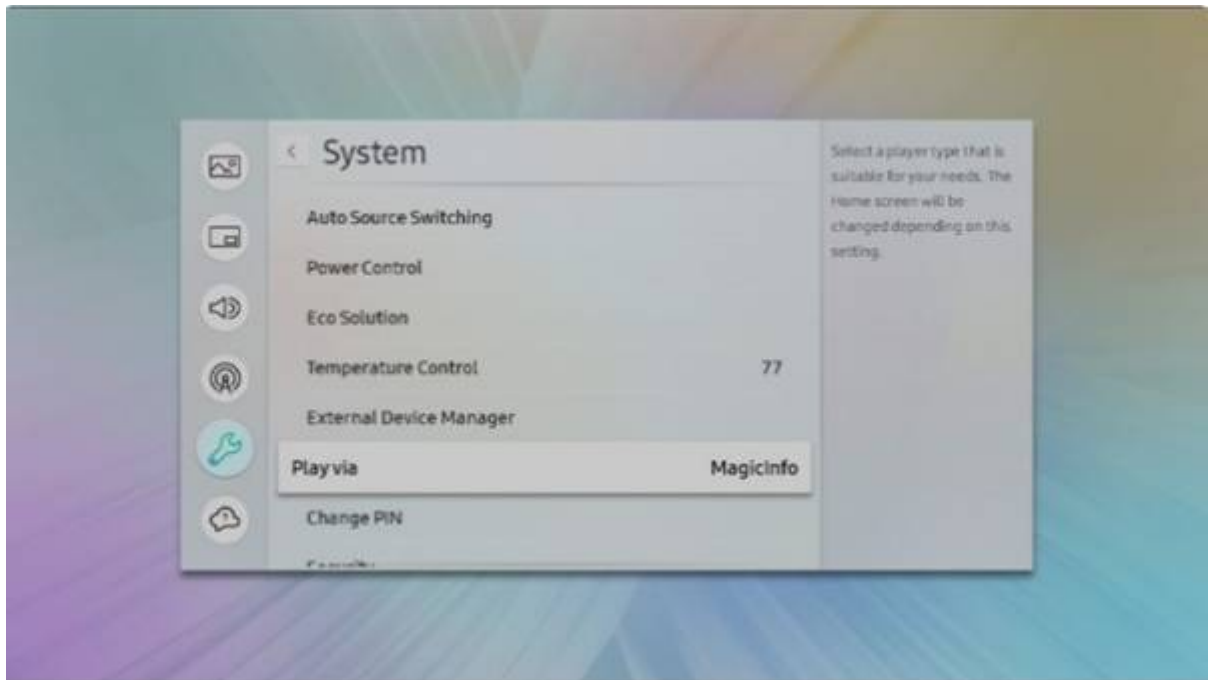 System
Auto Source Switching
Power Control
Eco Solution
Temperature Control 77
External Device Manager
Play via MagicInfo
Change PIN
Security
Select a player type that is
suitable for your needs. The
Home screen will be
changed depending on this
setting.